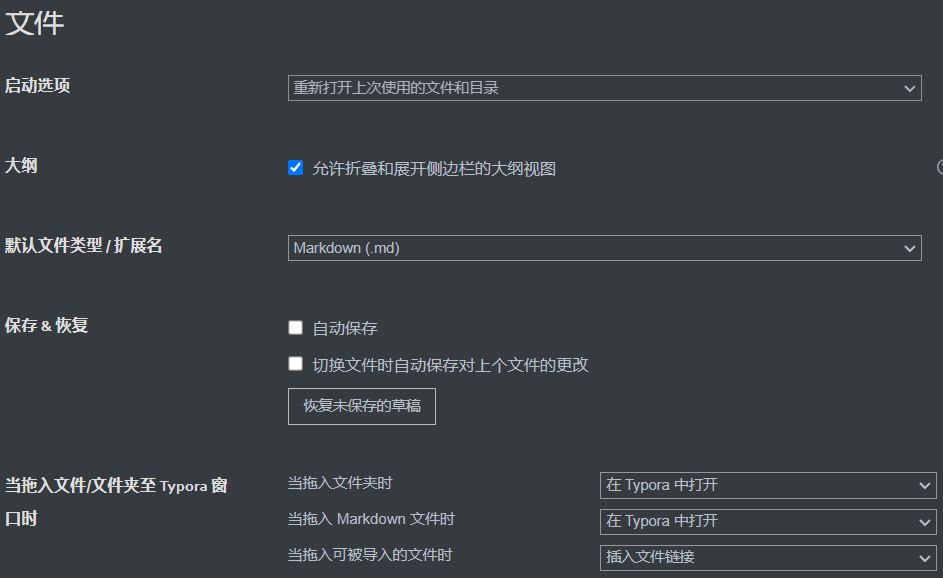 文件
启动选项
重新打开上次使用的文件和目录
大纲
允许折叠和展开侧边栏的大纲视图
默认文件类型 / 扩展名
Markdown (.md)
保存 & 恢复
自动保存
切换文件时自动保存对上个文件的更改
恢复未保存的草稿
当拖入文件/文件夹至 Typora 窗
口时
当拖入文件夹时
在 Typora 中打开
当拖入 Markdown 文件时
在 Typora 中打开
当拖入可被导入的文件时
插入文件链接